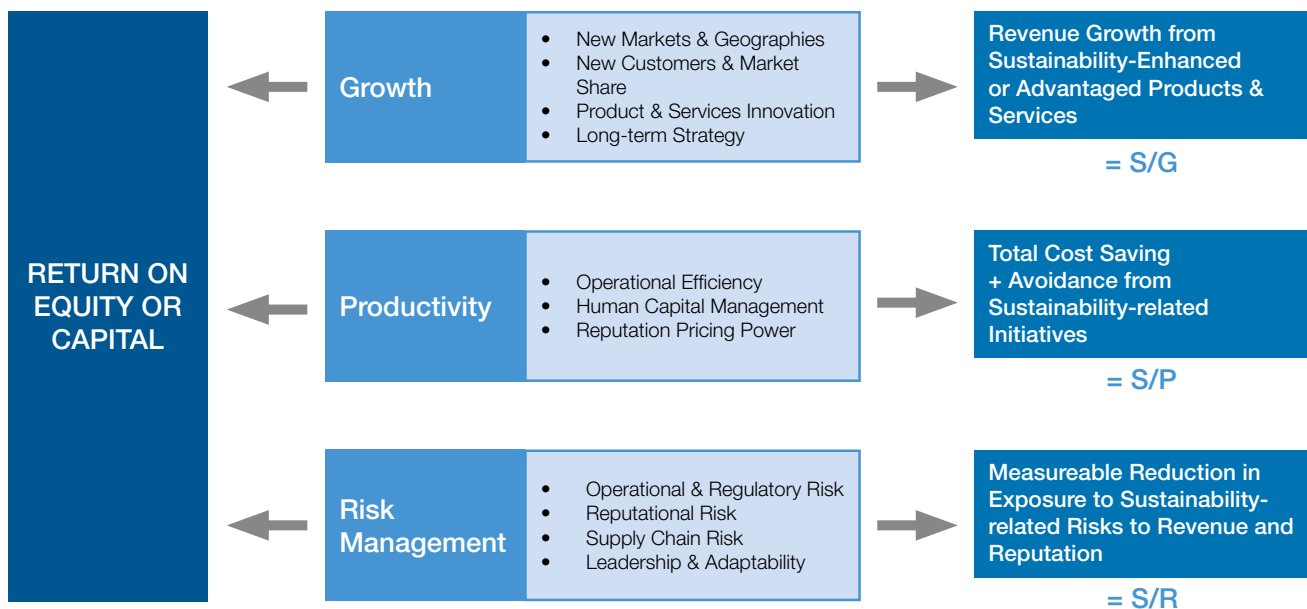 RETURN ON
EQUITY OR
CAPITAL
Growth
• New Markets & Geographies
• New Customers & Market
Share
• Product & Services Innovation
• Long-term Strategy
Revenue Growth from
Sustainability-Enhanced
or Advantaged Products &
Services
= S/G
Productivity
• Operational Efficiency
• Human Capital Management
• Reputation Pricing Power
Total Cost Saving
+ Avoidance from
Sustainability-related
Initiatives
= S/P
Risk
Management
• Operational & Regulatory Risk
• Reputational Risk
• Supply Chain Risk
• Leadership & Adaptability
Measureable Reduction in
Exposure to Sustainability-
related Risks to Revenue and
Reputation
= S/R